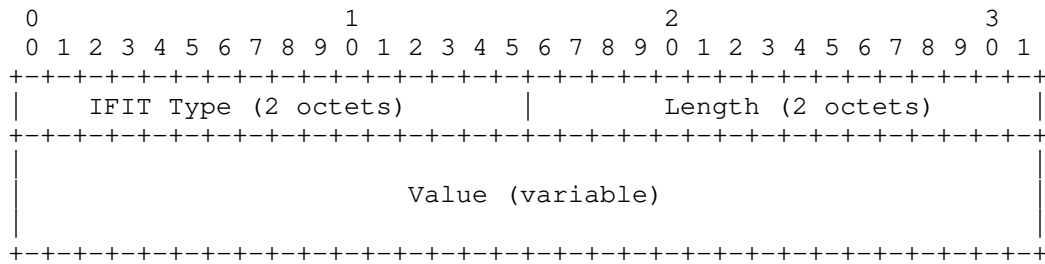 0                   1                   2                   3
 0 1 2 3 4 5 6 7 8 9 0 1 2 3 4 5 6 7 8 9 0 1 2 3 4 5 6 7 8 9 0 1
+-+-+-+-+-+-+-+-+-+-+-+-+-+-+-+-+-+-+-+-+-+-+-+-+-+-+-+-+-+-+-+-+
|    IFIT Type (2 octets)       |        Length (2 octets)      |
+-+-+-+-+-+-+-+-+-+-+-+-+-+-+-+-+-+-+-+-+-+-+-+-+-+-+-+-+-+-+-+-+
|                                                               |
|                        Value (variable)                       |
|                                                               |
+-+-+-+-+-+-+-+-+-+-+-+-+-+-+-+-+-+-+-+-+-+-+-+-+-+-+-+-+-+-+-+-+